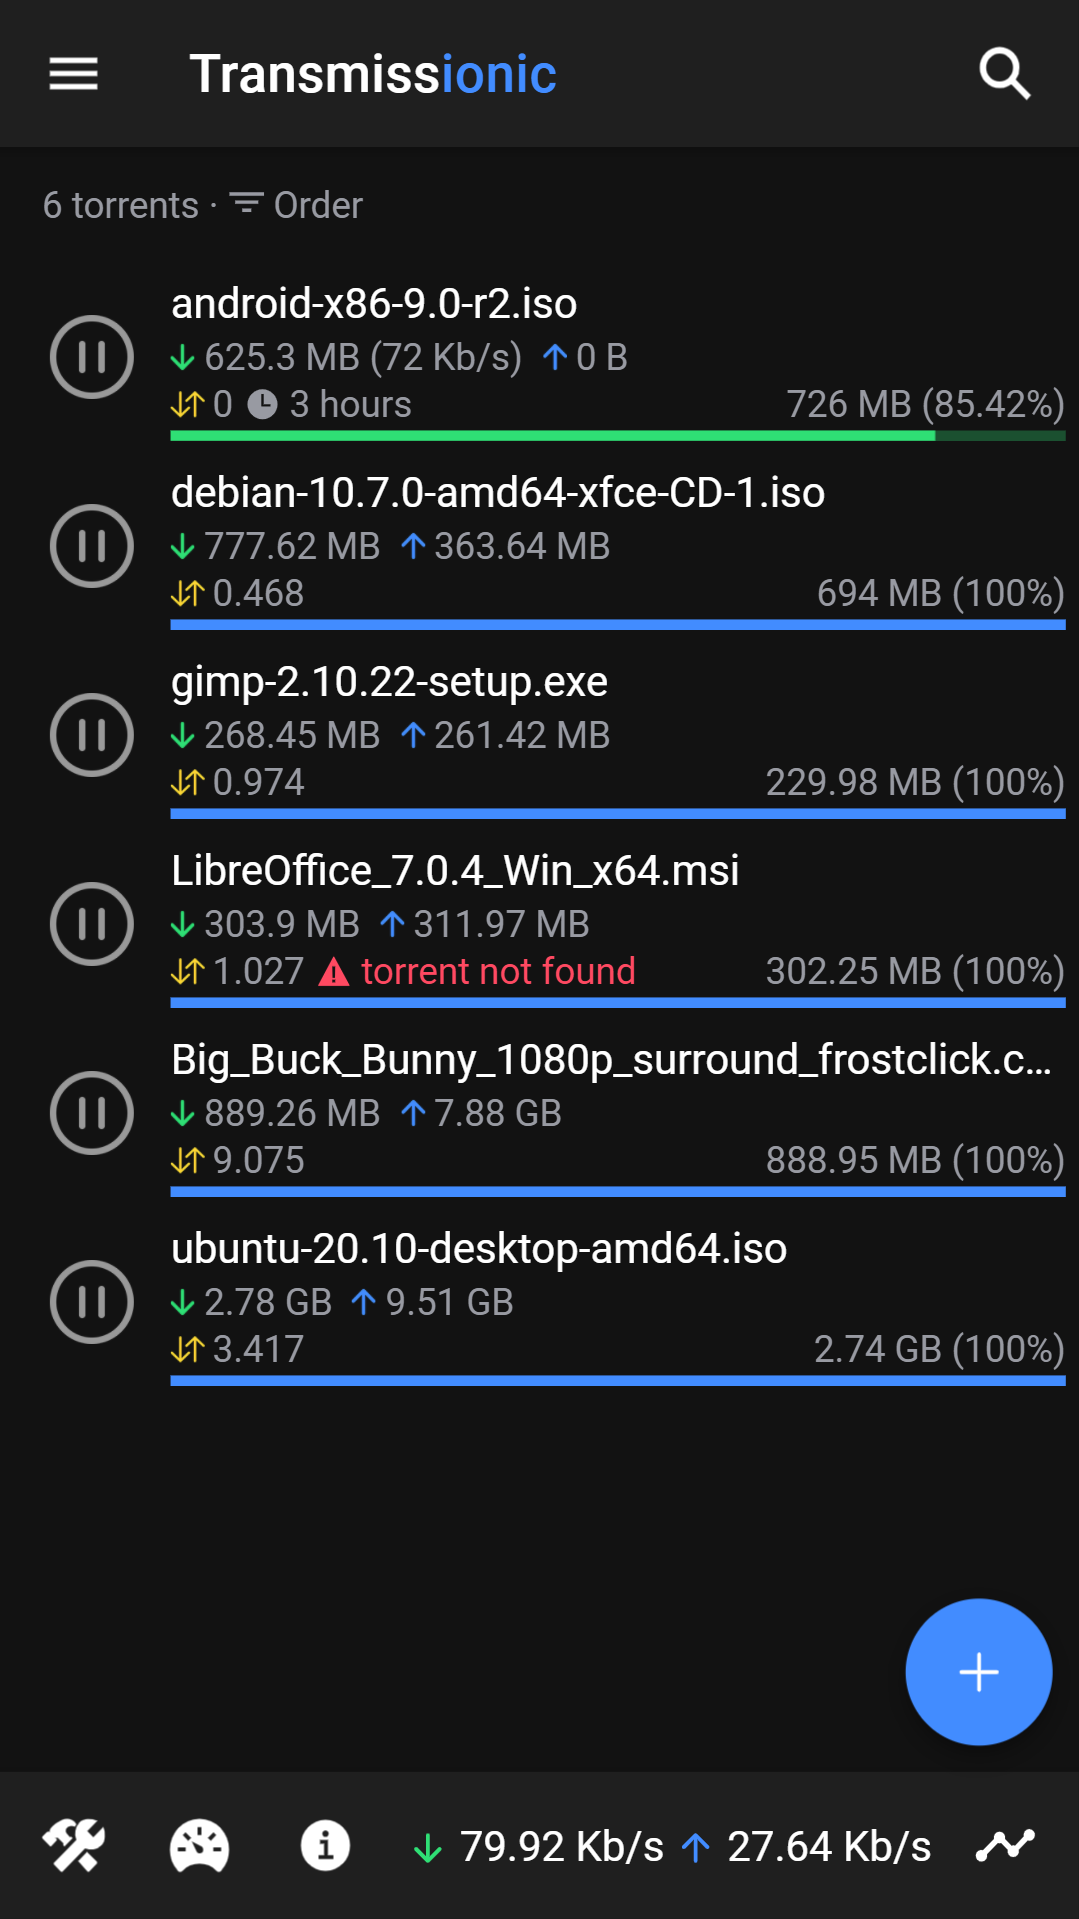 Transmissionic
6 torrents · Order
android-x86-9.0-r2.iso
625.3 MB (72 Kb/s) 0 B
0 3 hours 726 MB (85.42%)
debian-10.7.0-amd64-xfce-CD-1.iso
777.62 MB 363.64 MB
0.468 694 MB (100%)
gimp-2.10.22-setup.exe
268.45 MB 261.42 MB
0.974 229.98 MB (100%)
LibreOffice_7.0.4_Win_x64.msi
303.9 MB 311.97 MB
1.027 torrent not found 302.25 MB (100%)
Big_Buck_Bunny_1080p_surround_frostclick.c...
889.26 MB 7.88 GB
9.075 888.95 MB (100%)
ubuntu-20.10-desktop-amd64.iso
2.78 GB 9.51 GB
3.417 2.74 GB (100%)
79.92 Kb/s 27.64 Kb/s